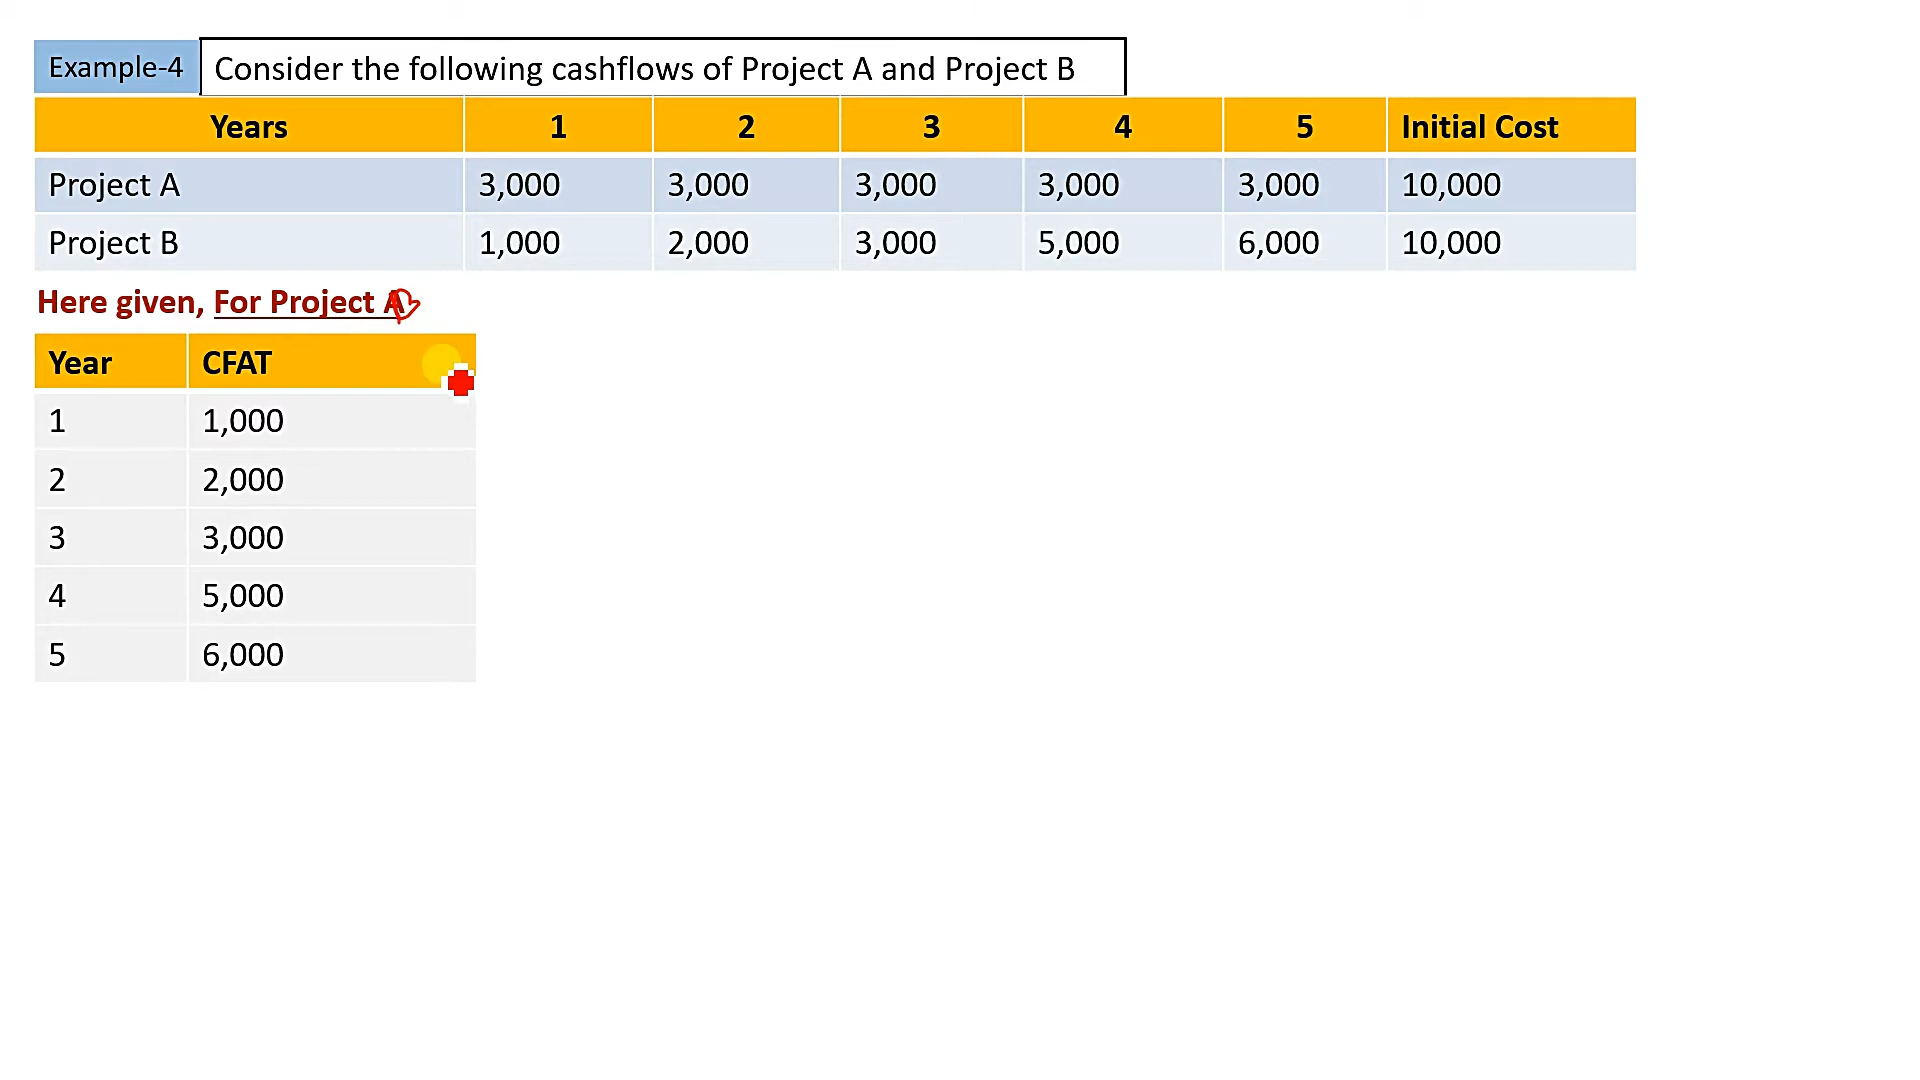 Example-4 Consider the following cashflows of Project A and Project B
Years 1 2 3 4 5 Initial Cost
Project A 3,000 3,000 3,000 3,000 3,000 10,000
Project B 1,000 2,000 3,000 5,000 6,000 10,000
Here given, For Project A
Year CFAT
1 1,000
2 2,000
3 3,000
4 5,000
5 6,000